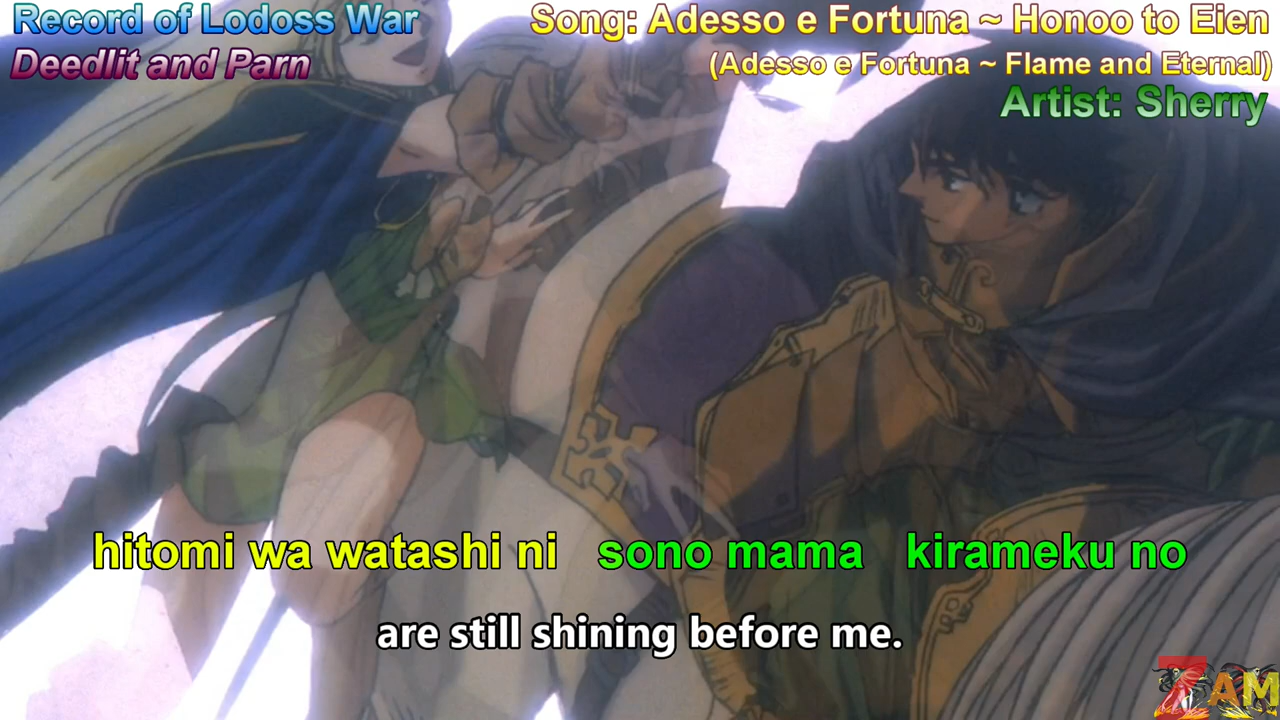 Record of Lodoss War
Deedlit and Parn
Song: Adesso e Fortuna ~ Honoo to Eien
(Adesso e Fortuna ~ Flame and Eternal)
Artist: Sherry
hitomi wa watashi ni sono mama kirameku no
are still shining before me.
ZAM